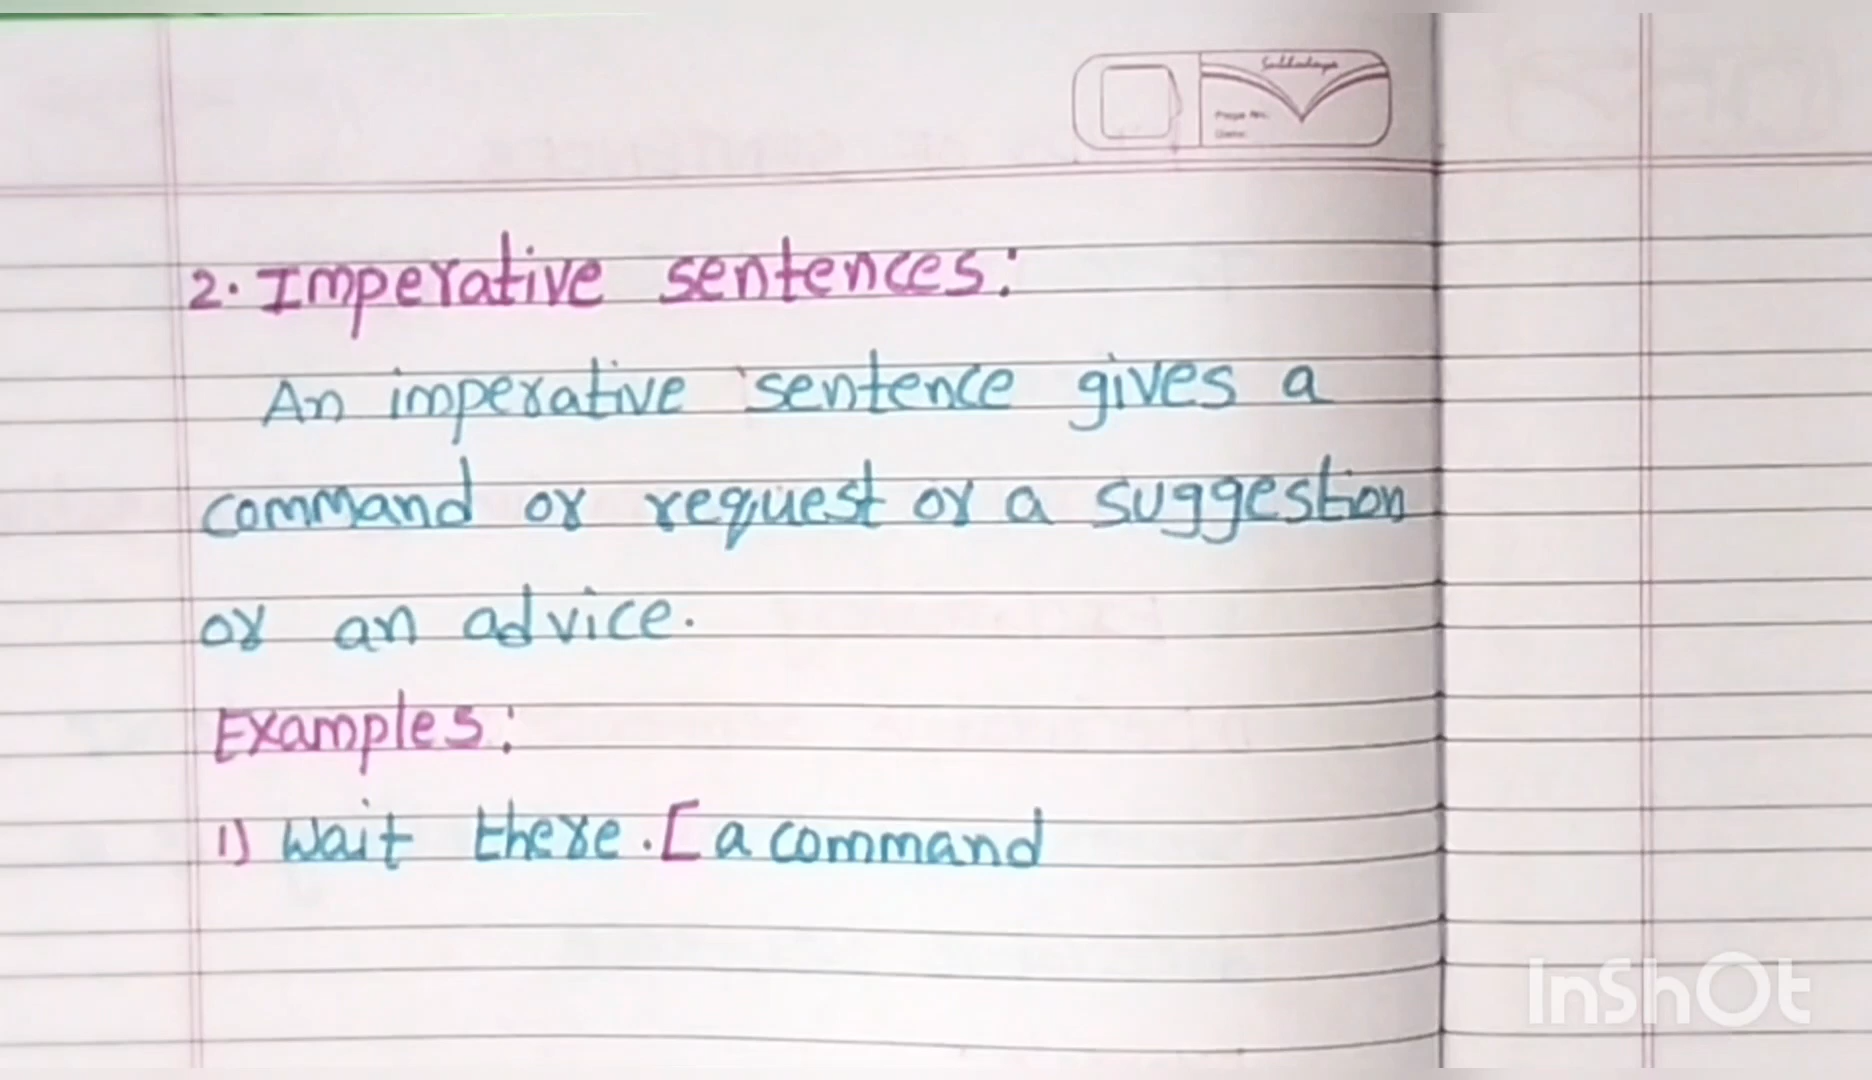 2. Imperative sentences:
An imperative sentence gives a
command or request or a suggestion
or an advice.
Examples:
1) Wait there. [a command
InShOt